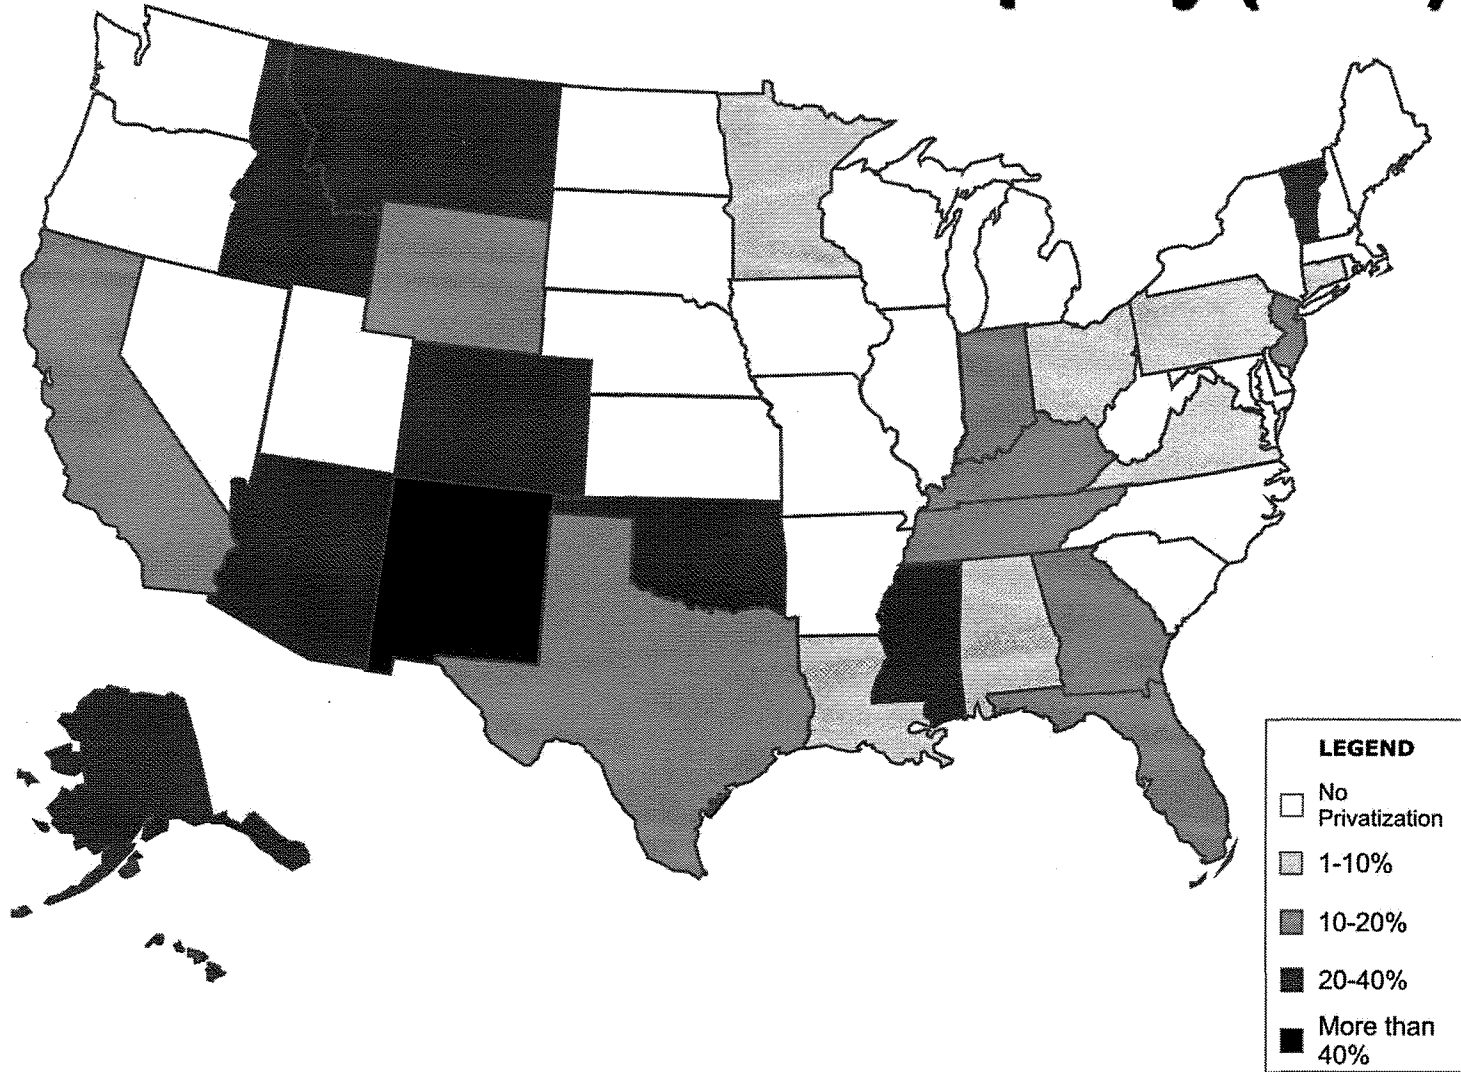 LEGEND
No
Privatization
1-10%
10-20%
20-40%
More than
40%